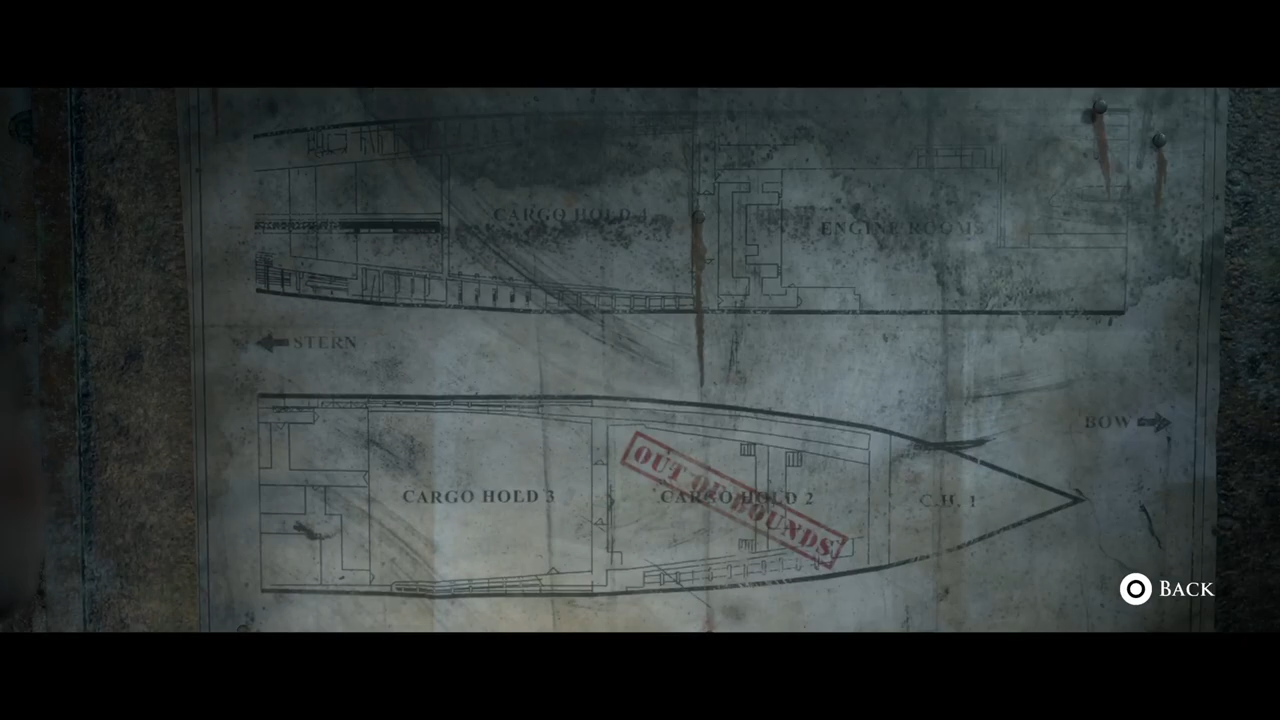 CARGO HOLD 4
ENGINE ROOMS
STERN
BOW
CARGO HOLD 3
OUT OF BOUNDS
CARGO HOLD 2
C.H. 1
BACK